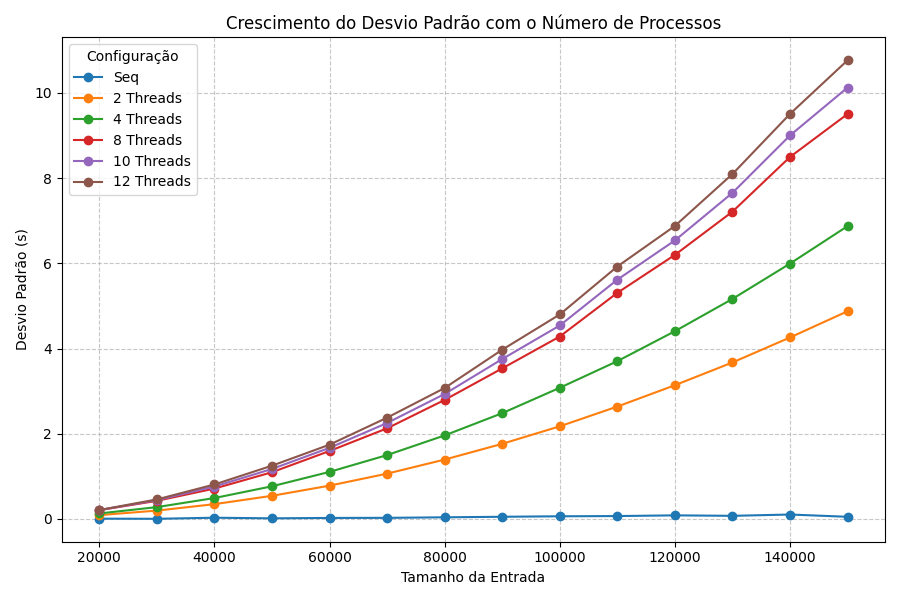 Crescimento do Desvio Padrão com o Número de Processos
Configuração
Seq
2 Threads
4 Threads
8 Threads
10 Threads
12 Threads
Desvio Padrão (s)
10
8
6
4
2
0
20000
40000
60000
80000
100000
120000
140000
Tamanho da Entrada